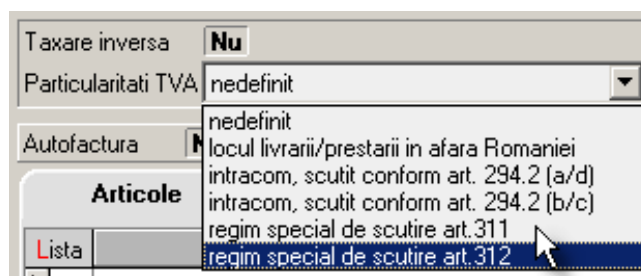 Taxare inversa Nu
Particularitati TVA nedefinit
nedefinit
Autofactura
locul livrarii/prestarii in afara Romaniei
intracom, scutit conform art. 294.2 (a/d)
Articole
intracom, scutit conform art. 294.2 (b/c)
regim special de scutire art.311
Lista
regim special de scutire art.312